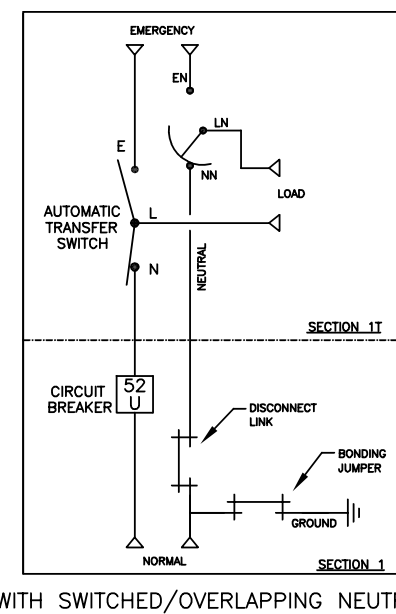 EMERGENCY
EN
LN
E
NN
LOAD
AUTOMATIC
TRANSFER
SWITCH
L
N
NEUTRAL
SECTION 1T
CIRCUIT
BREAKER
52
U
DISCONNECT
LINK
BONDING
JUMPER
GROUND
NORMAL
SECTION 1
WITH SWITCHED/OVERLAPPING